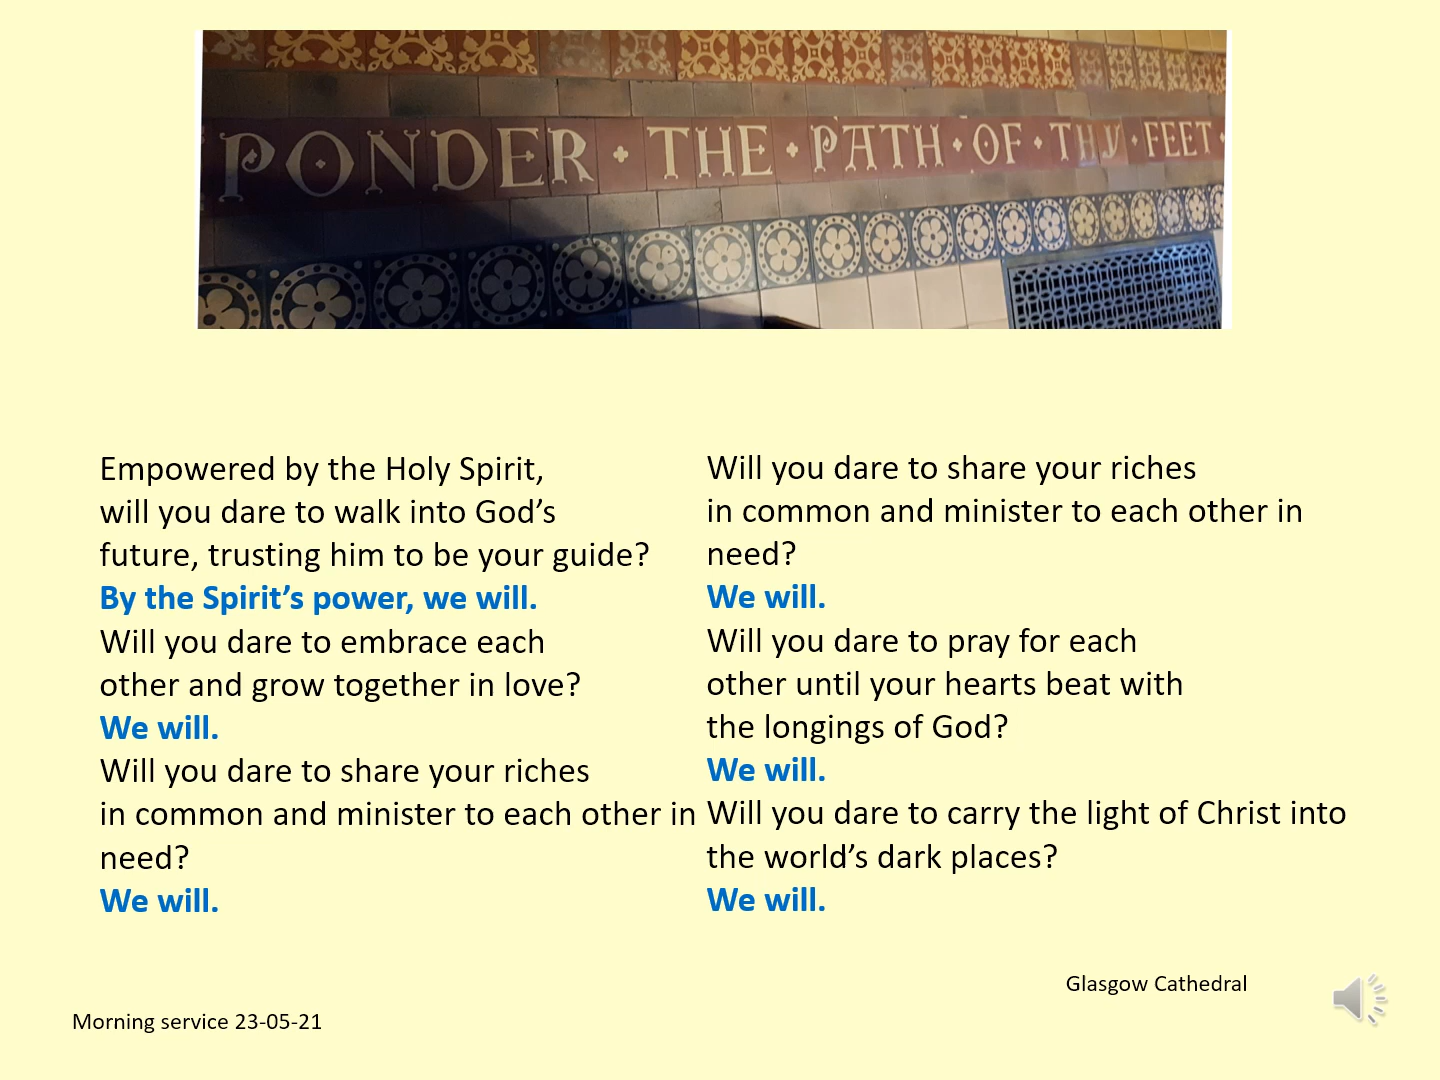 PONDER · THE · PATH · OF · THY · FEET ·
Empowered by the Holy Spirit,
will you dare to walk into God’s
future, trusting him to be your guide?
By the Spirit’s power, we will.
Will you dare to embrace each
other and grow together in love?
We will.
Will you dare to share your riches
in common and minister to each other in
need?
We will.
Will you dare to share your riches
in common and minister to each other in
need?
We will.
Will you dare to pray for each
other until your hearts beat with
the longings of God?
We will.
Will you dare to carry the light of Christ into
the world’s dark places?
We will.
Glasgow Cathedral
Morning service 23-05-21